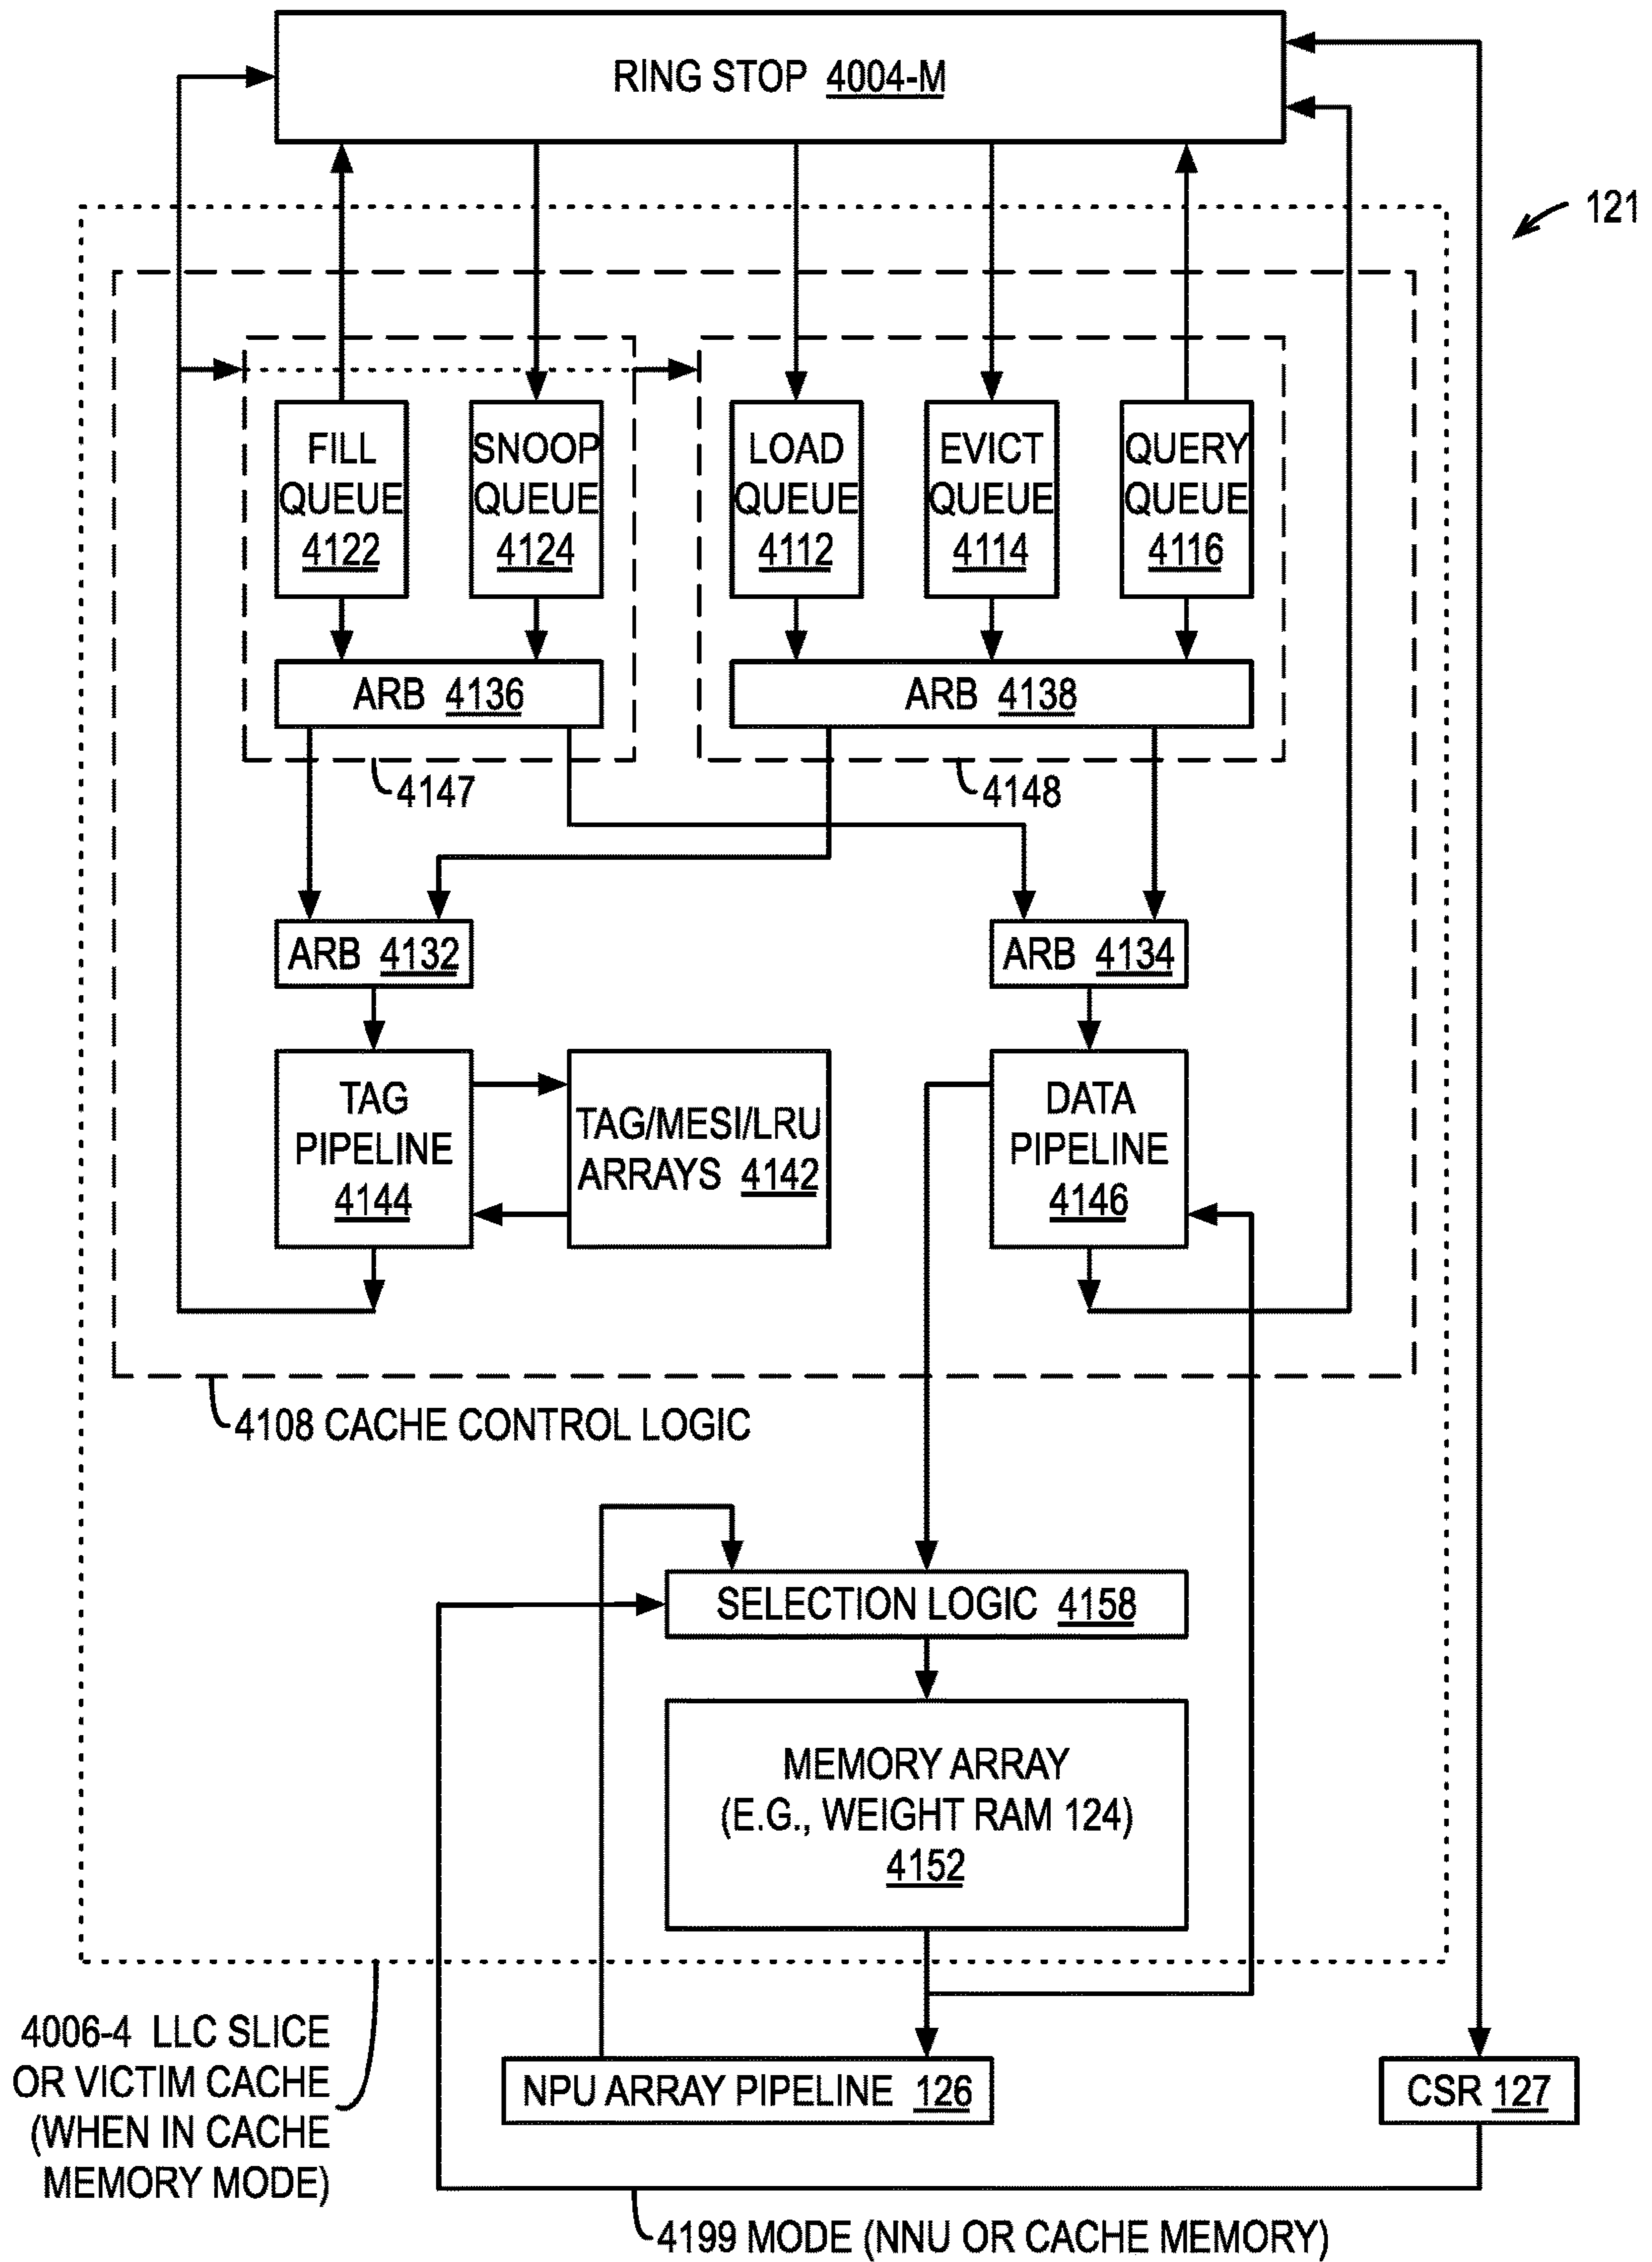 RING STOP 4004-M
121
FILL
QUEUE
4122
SNOOP
QUEUE
4124
LOAD
QUEUE
4112
EVICT
QUEUE
4114
QUERY
QUEUE
4116
ARB 4136
ARB 4138
4147
4148
ARB 4132
ARB 4134
TAG
PIPELINE
4144
TAG/MESI/LRU
ARRAYS 4142
DATA
PIPELINE
4146
4108 CACHE CONTROL LOGIC
SELECTION LOGIC 4158
MEMORY ARRAY
(E.G., WEIGHT RAM 124)
4152
4006-4 LLC SLICE
OR VICTIM CACHE
(WHEN IN CACHE
MEMORY MODE)
NPU ARRAY PIPELINE 126
CSR 127
4199 MODE (NNU OR CACHE MEMORY)